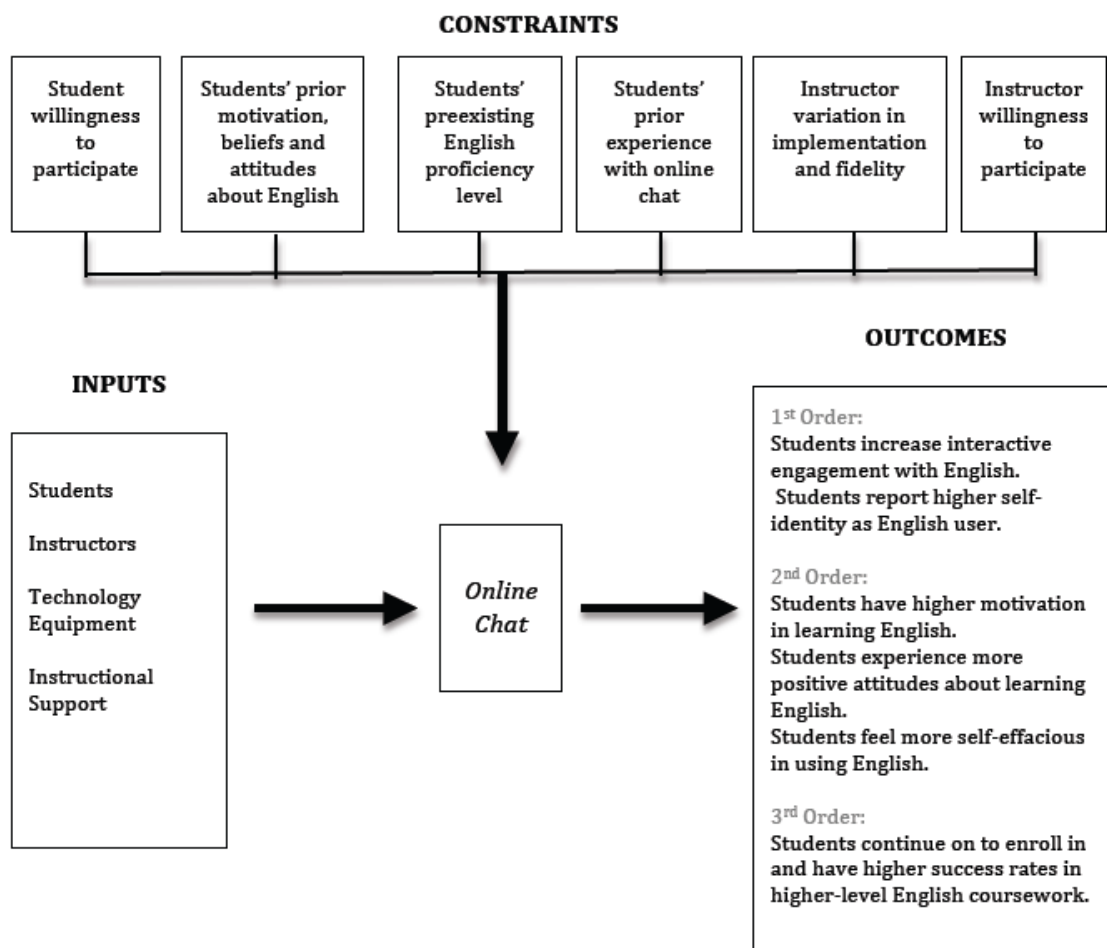 CONSTRAINTS
Student
willingness
to
participate
Students’ prior
motivation,
beliefs and
attitudes
about English
Students’
preexisting
English
proficiency
level
Students’
prior
experience
with online
chat
Instructor
variation in
implementation
and fidelity
Instructor
willingness
to
participate
INPUTS
Students
Instructors
Technology
Equipment
Instructional
Support
Online
Chat
OUTCOMES
1st Order:
Students increase interactive
engagement with English.
Students report higher self-
identity as English user.
2nd Order:
Students have higher motivation
in learning English.
Students experience more
positive attitudes about learning
English.
Students feel more self-effacious
in using English.
3rd Order:
Students continue on to enroll in
and have higher success rates in
higher-level English coursework.